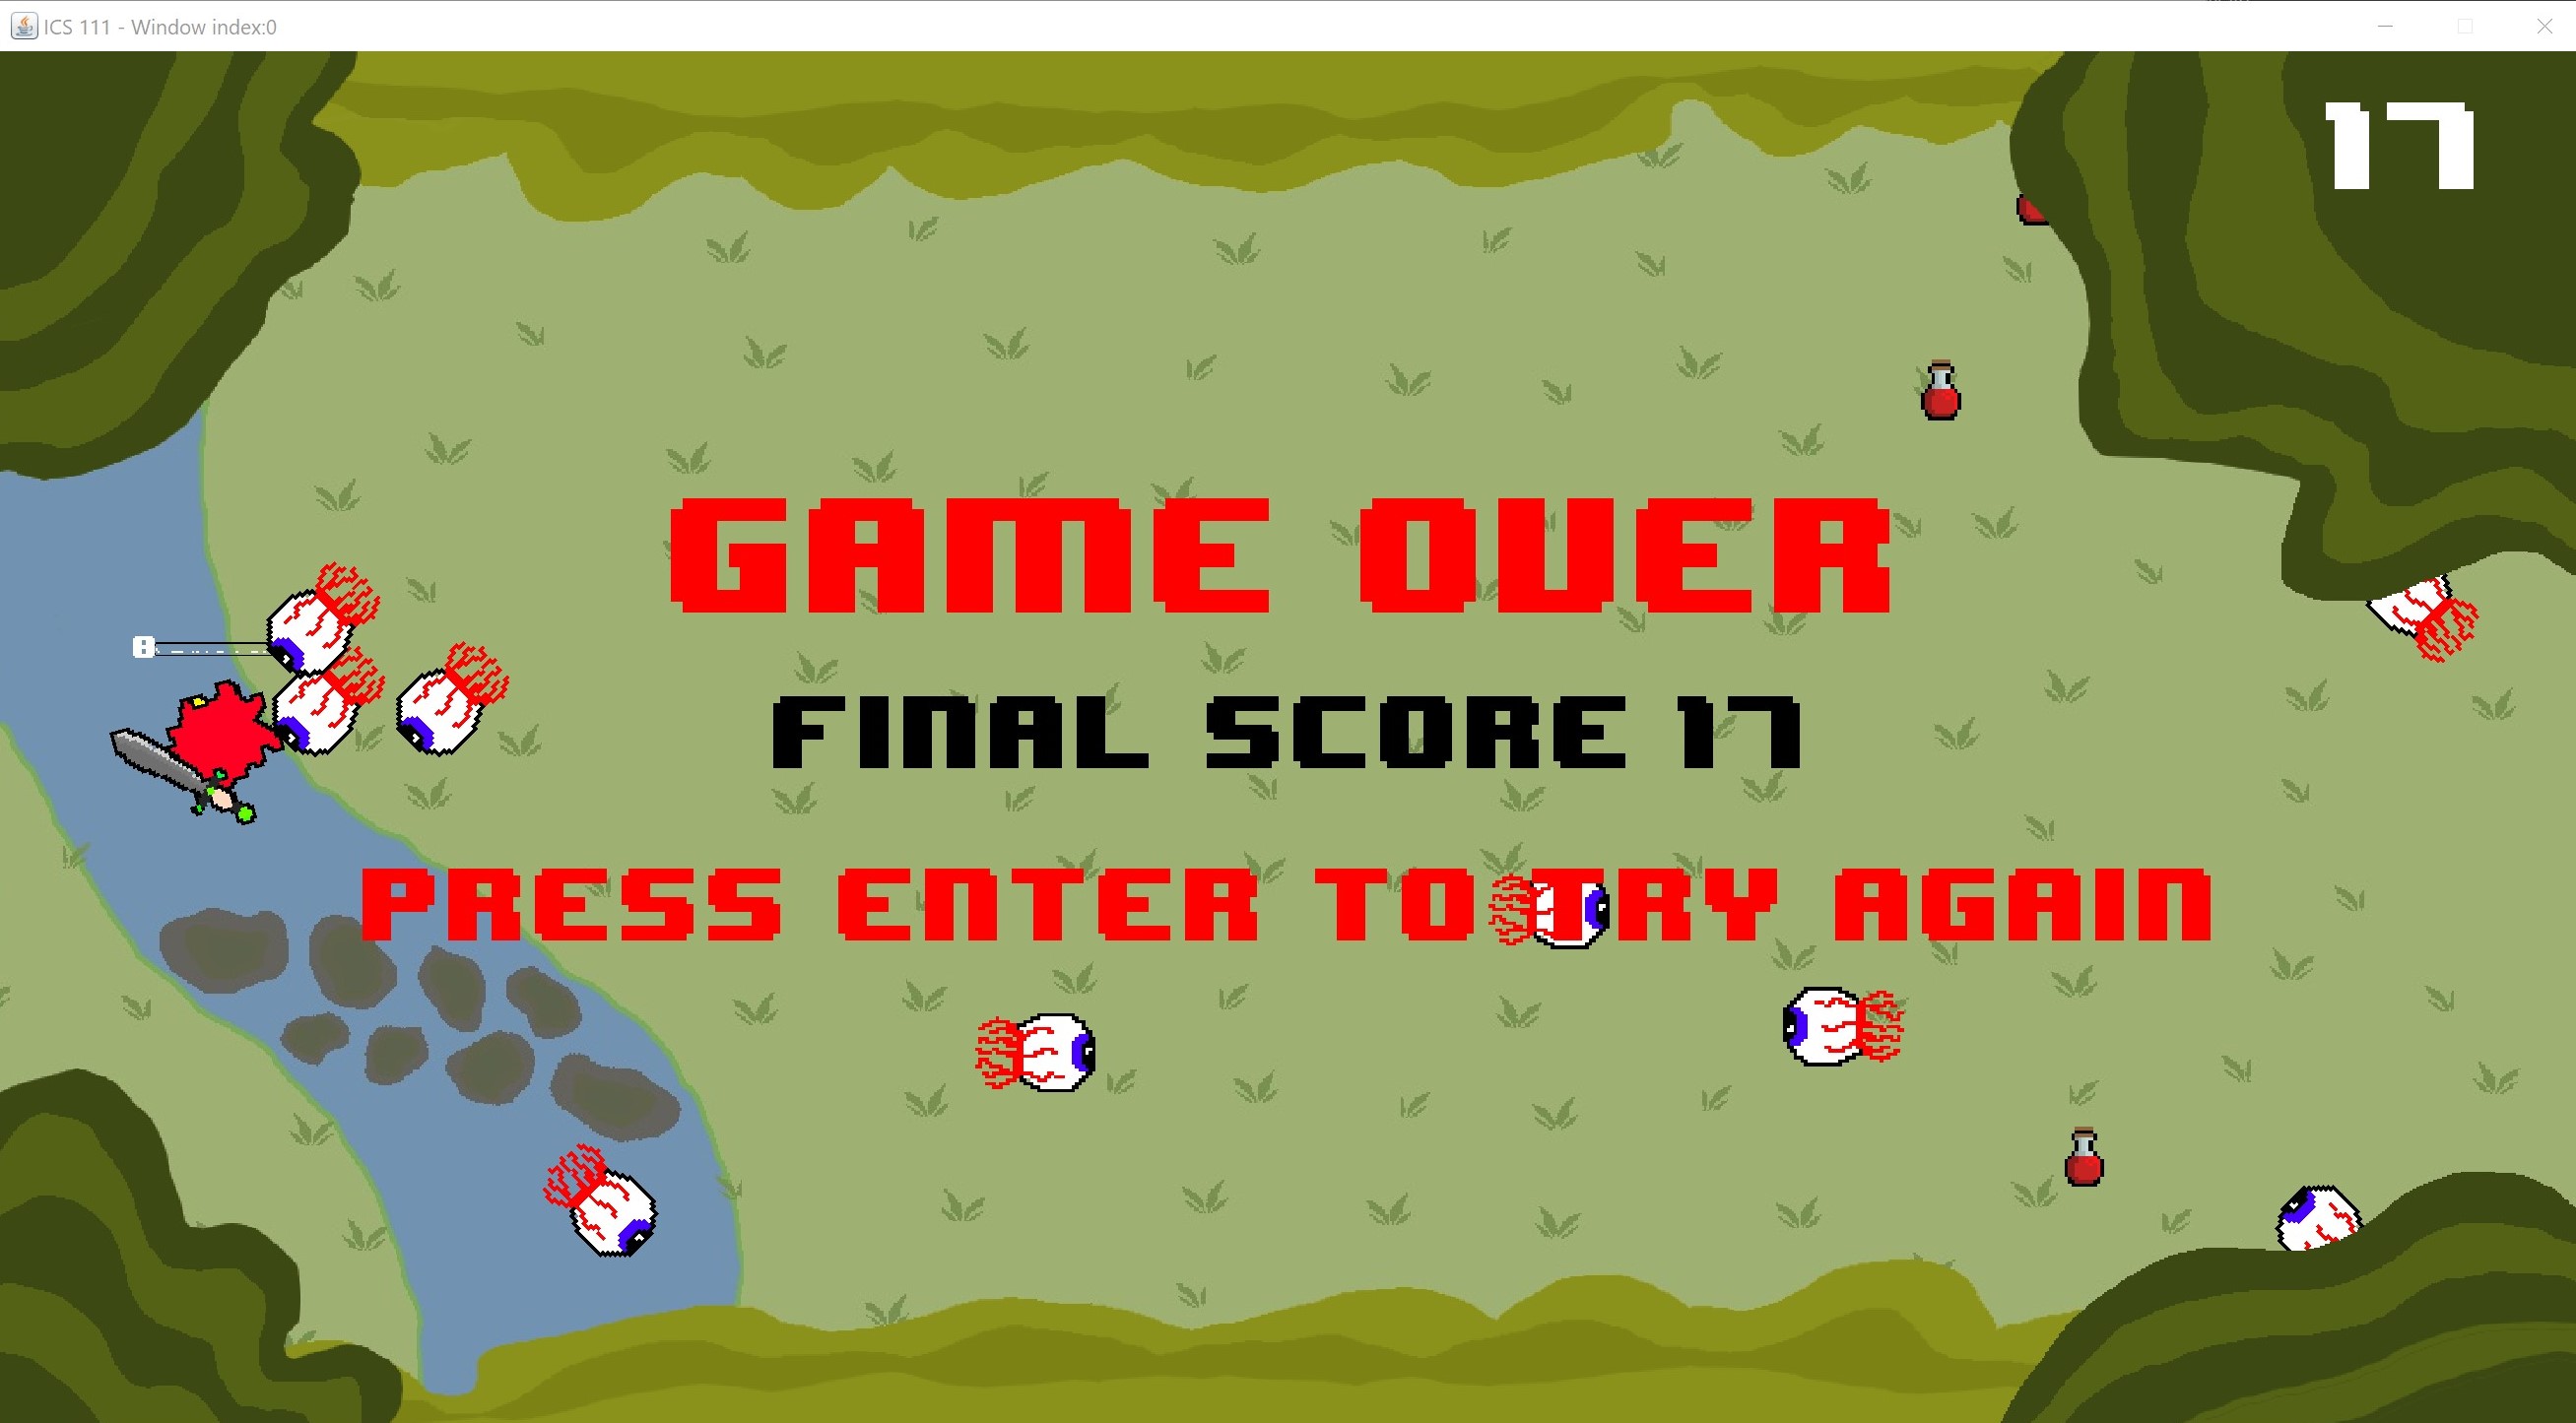 ICS 111 - Window index:0
17
GAME OVER
FINAL SCORE 17
PRESS ENTER TO TRY AGAIN